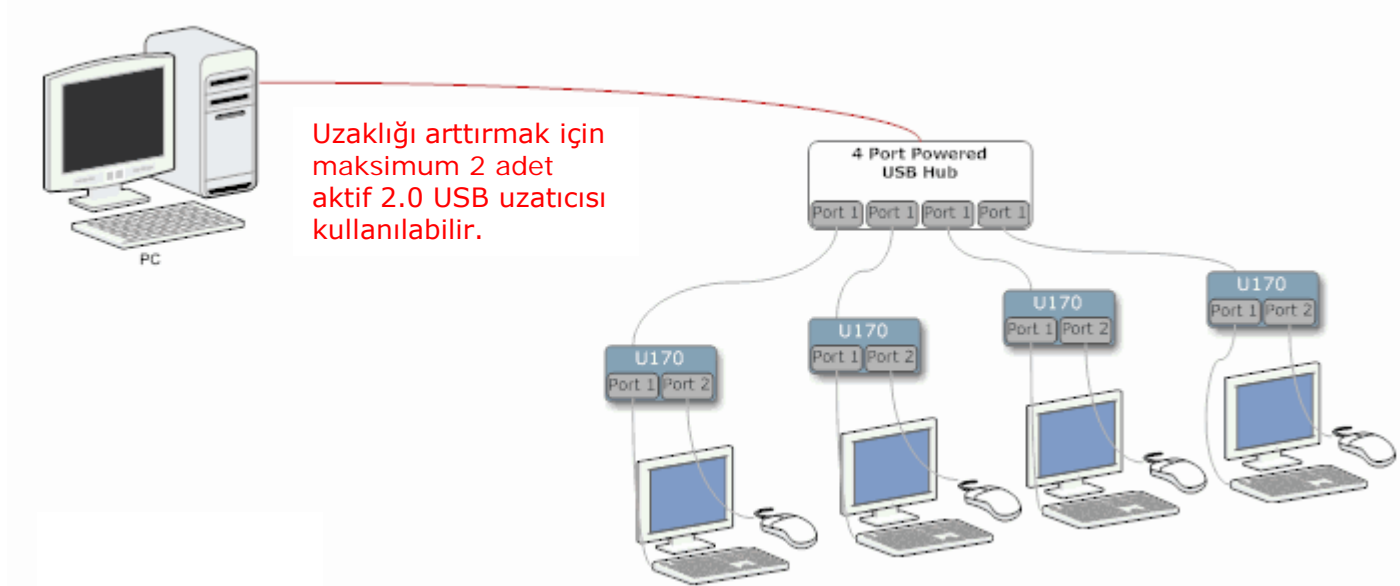 Uzaklığı arttırmak için
maksimum 2 adet
aktif 2.0 USB uzatıcısı
kullanılabilir.
PC
4 Port Powered
USB Hub
Port 1 Port 1 Port 1 Port 1
U170
Port 1 Port 2
U170
Port 1 Port 2
U170
Port 1 Port 2
U170
Port 1 Port 2